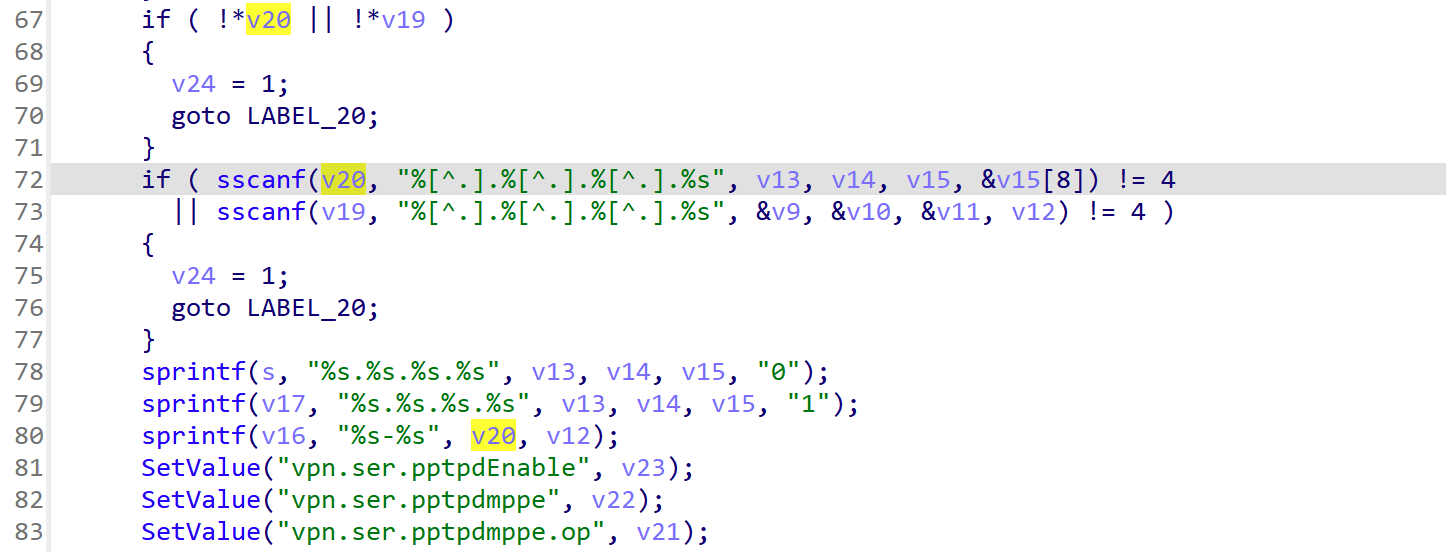 67 if ( !*v20 || !*v19 )
68 {
69 v24 = 1;
70 goto LABEL_20;
71 }
72 if ( sscanf(v20, "%[^.].%[^.].%[^.].%s", v13, v14, v15, &v15[8]) != 4
73 || sscanf(v19, "%[^.].%[^.].%[^.].%s", &v9, &v10, &v11, v12) != 4 )
74 {
75 v24 = 1;
76 goto LABEL_20;
77 }
78 sprintf(s, "%s.%s.%s.%s", v13, v14, v15, "0");
79 sprintf(v17, "%s.%s.%s.%s", v13, v14, v15, "1");
80 sprintf(v16, "%s-%s", v20, v12);
81 SetValue("vpn.ser.pptpdEnable", v23);
82 SetValue("vpn.ser.pptpdmppe", v22);
83 SetValue("vpn.ser.pptpdmppe.op", v21);